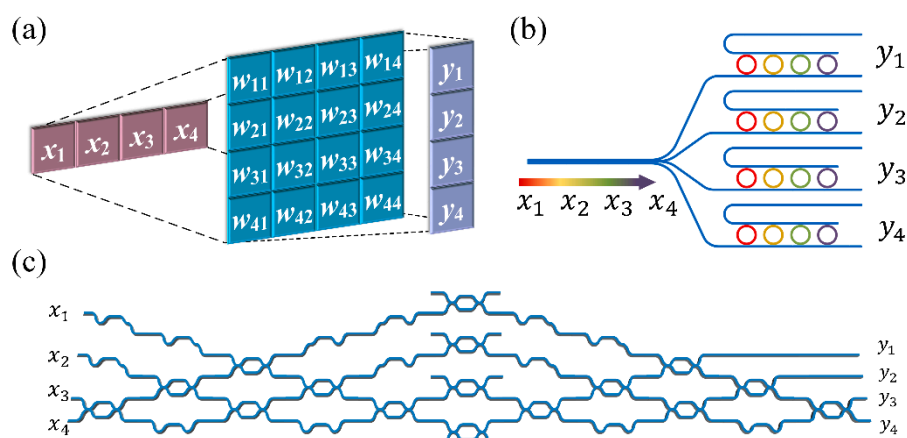 (a)
x₁ x₂ x₃ x₄
w₁₁ w₁₂ w₁₃ w₁₄
w₂₁ w₂₂ w₂₃ w₂₄
w₃₁ w₃₂ w₃₃ w₃₄
w₄₁ w₄₂ w₄₃ w₄₄
y₁
y₂
y₃
y₄
(b)
x₁ x₂ x₃ x₄
y₁
y₂
y₃
y₄
(c)
x₁
x₂
x₃
x₄
y₁
y₂
y₃
y₄